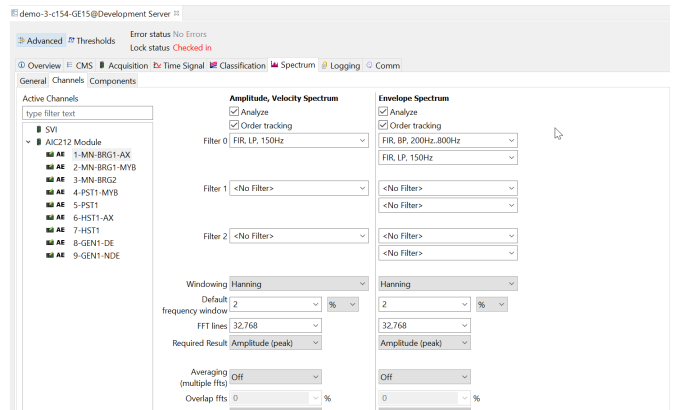 demo-3-c154-GE15@Development Server
Advanced Thresholds
Error status No Errors
Lock status Checked in
Overview CMS Acquisition Time Signal Classification Spectrum Logging Comm
General Channels Components
Active Channels
type filter text
SVI
AIC212 Module
AE 1-MN-BRG1-AX
AE 2-MN-BRG1-MYB
AE 3-MN-BRG2
AE 4-PST1-MYB
AE 5-PST1
AE 6-HST1-AX
AE 7-HST1
AE 8-GEN1-DE
AE 9-GEN1-NDE
Amplitude, Velocity Spectrum Envelope Spectrum
Analyze Analyze
Order tracking Order tracking
Filter 0 FIR, LP, 150Hz FIR, BP, 200Hz..800Hz
FIR, LP, 150Hz
Filter 1 <No Filter> <No Filter>
<No Filter>
Filter 2 <No Filter> <No Filter>
<No Filter>
Windowing Hanning Hanning
Default
frequency window 2 % 2 %
FFT lines 32,768 32,768
Required Result Amplitude (peak) Amplitude (peak)
Averaging
(multiple ffts) Off Off
Overlap ffts 0 % 0 %